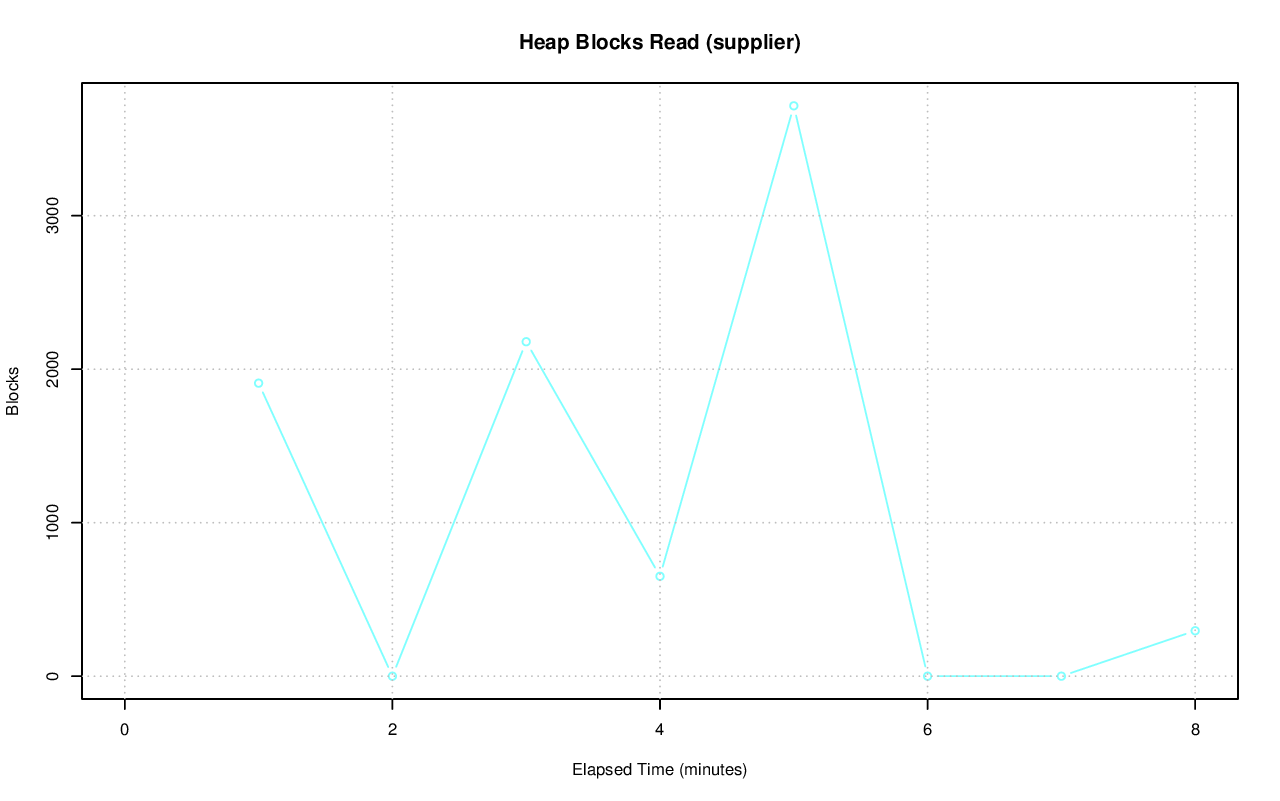 Heap Blocks Read (supplier)
Blocks
3000
2000
1000
0
0 2 4 6 8
Elapsed Time (minutes)